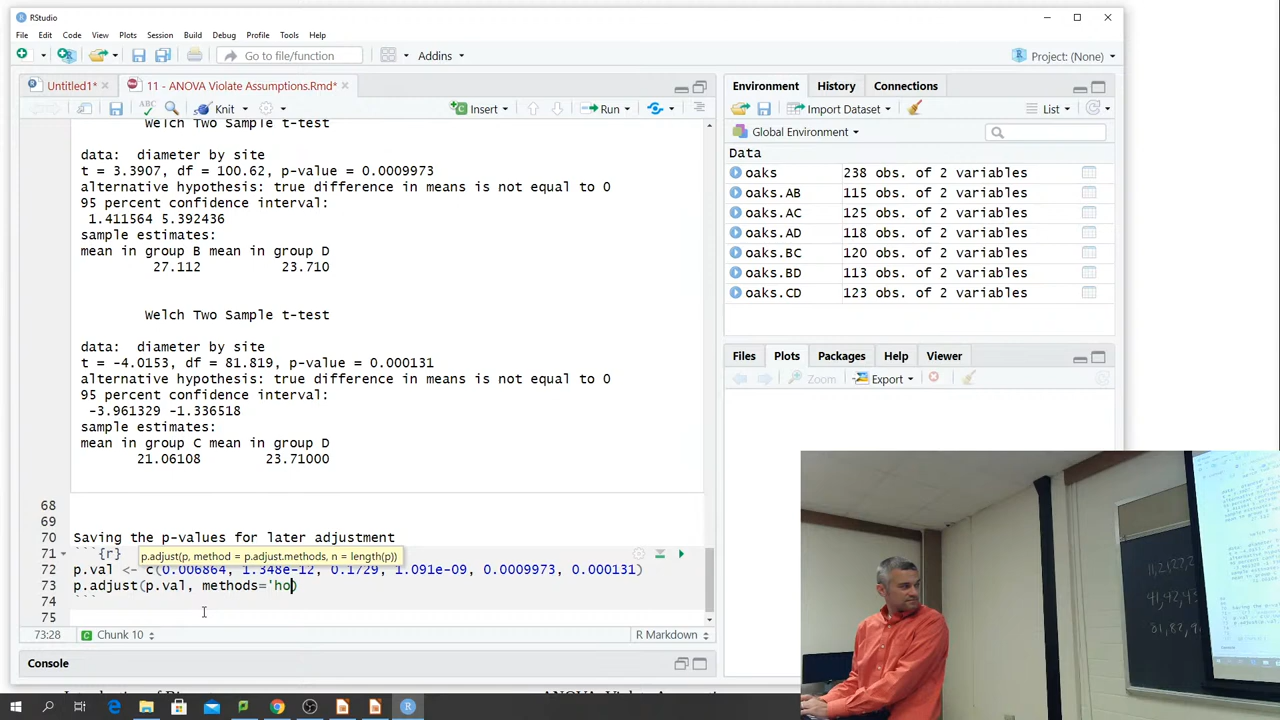 RStudio
File Edit Code View Plots Session Build Debug Profile Tools Help
Go to file/function Addins Project: (None)
Untitled1* 11 - ANOVA Violate Assumptions.Rmd*
Knit Insert Run
Welch Two Sample t-test
data: diameter by site
t = 3.3907, df = 100.62, p-value = 0.0009973
alternative hypothesis: true difference in means is not equal to 0
95 percent confidence interval:
1.411564 5.392436
sample estimates:
mean in group B mean in group D
27.112 23.710
Welch Two Sample t-test
data: diameter by site
t = -4.0153, df = 81.819, p-value = 0.000131
alternative hypothesis: true difference in means is not equal to 0
95 percent confidence interval:
-3.961329 -1.336518
sample estimates:
mean in group C mean in group D
21.06108 23.71000
68
69
70 Saving the p-values for later adjustment
71 ```{r} p.adjust(p, method = p.adjust.methods, n = length(p))
72 p.val <- c(0.006864, 1.348e-12, 0.1729, 1.091e-09, 0.0009973, 0.000131)
73 p.adjust(p.val, methods='ho)
74 ```
75
73:28 Chunk 10 R Markdown
Console
Environment History Connections
Import Dataset List
Global Environment
Data
oaks 238 obs. of 2 variables
oaks.AB 115 obs. of 2 variables
oaks.AC 125 obs. of 2 variables
oaks.AD 118 obs. of 2 variables
oaks.BC 120 obs. of 2 variables
oaks.BD 113 obs. of 2 variables
oaks.CD 123 obs. of 2 variables
Files Plots Packages Help Viewer
Zoom Export